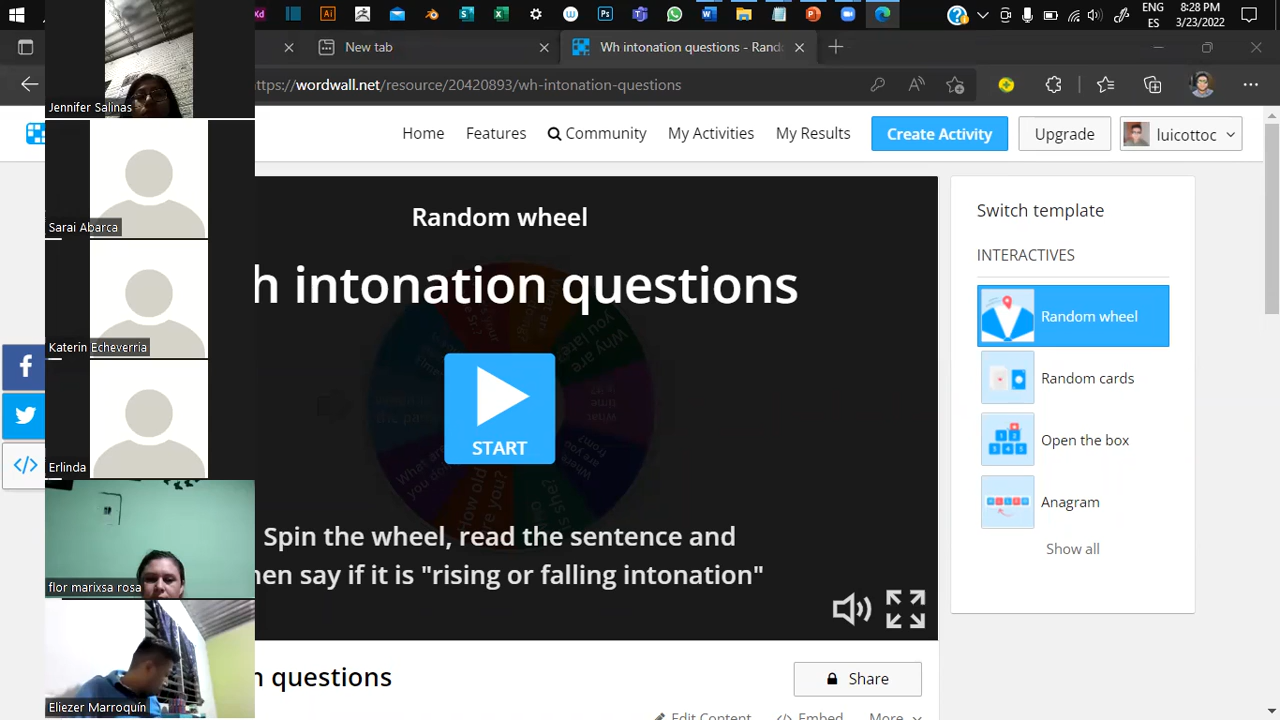 ENG
ES
8:28 PM
3/23/2022
New tab
Wh intonation questions - Rand
https://wordwall.net/resource/20420893/wh-intonation-questions
Home
Features
Community
My Activities
My Results
Create Activity
Upgrade
luicottoc
Jennifer Salinas
Sarai Abarca
Katerin Echeverria
Erlinda
flor marixsa rosa
Eliezer Marroquín
Random wheel
h intonation questions
START
Spin the wheel, read the sentence and
hen say if it is "rising or falling intonation"
Switch template
INTERACTIVES
Random wheel
Random cards
Open the box
Anagram
Show all
h questions
Share
Edit Content
Embed
More